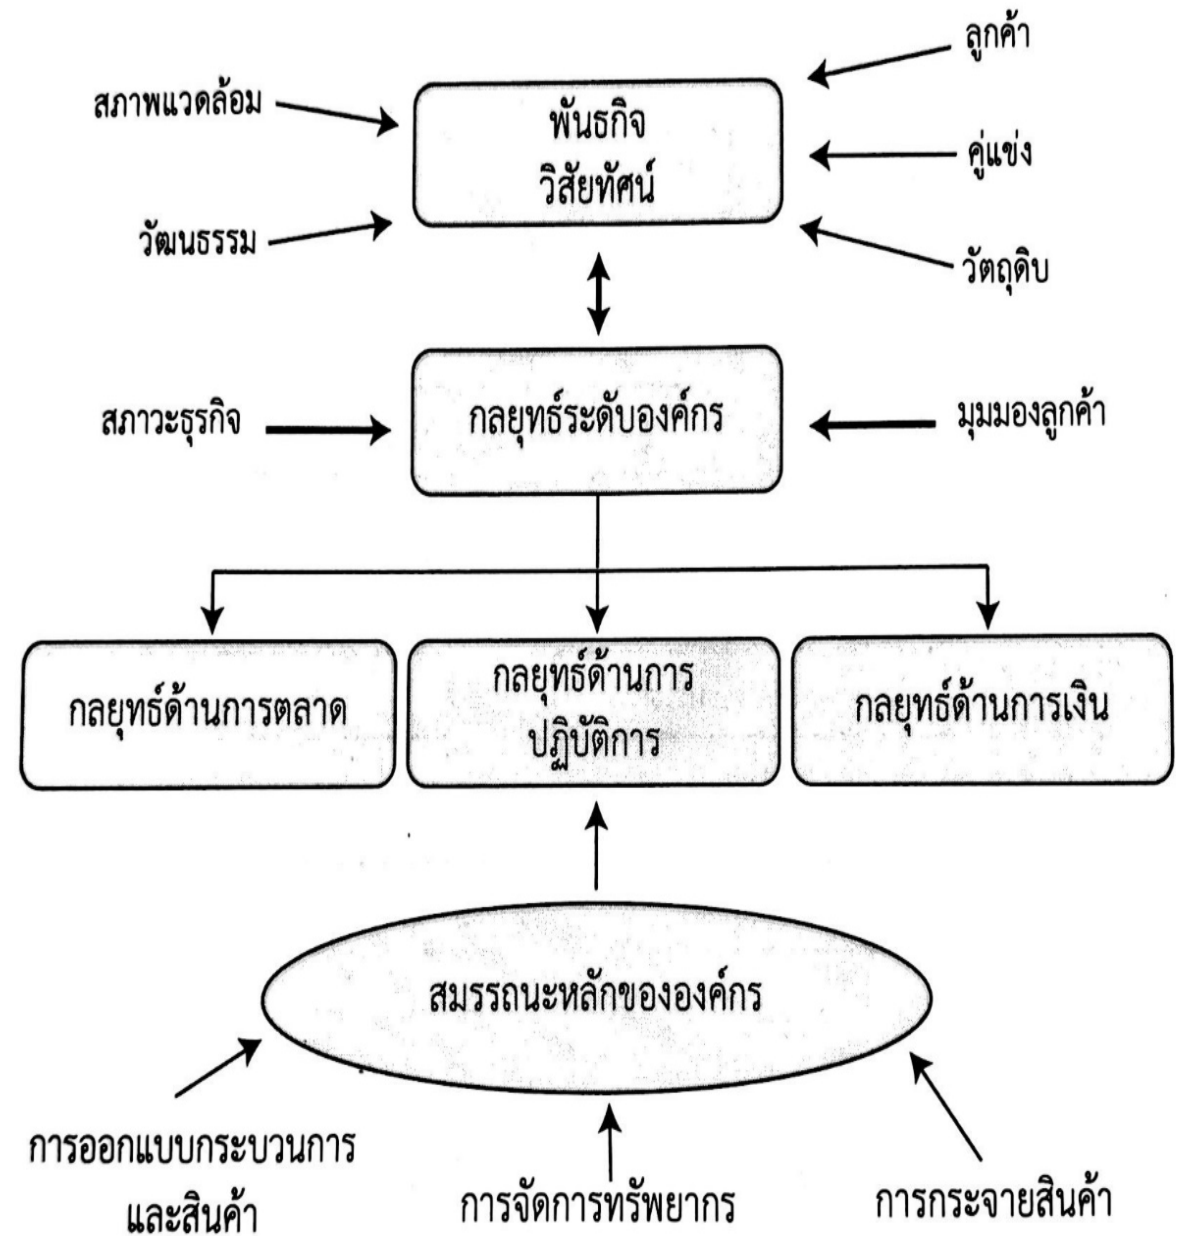 ลูกค้า
สภาพแวดล้อม
พันธกิจ
วิสัยทัศน์
คู่แข่ง
วัฒนธรรม
วัตถุดิบ
สภาวะธุรกิจ
กลยุทธ์ระดับองค์กร
มุมมองลูกค้า
กลยุทธ์ด้านการตลาด
กลยุทธ์ด้านการ
ปฏิบัติการ
กลยุทธ์ด้านการเงิน
สมรรถนะหลักขององค์กร
การออกแบบกระบวนการ
และสินค้า
การจัดการทรัพยากร
การกระจายสินค้า